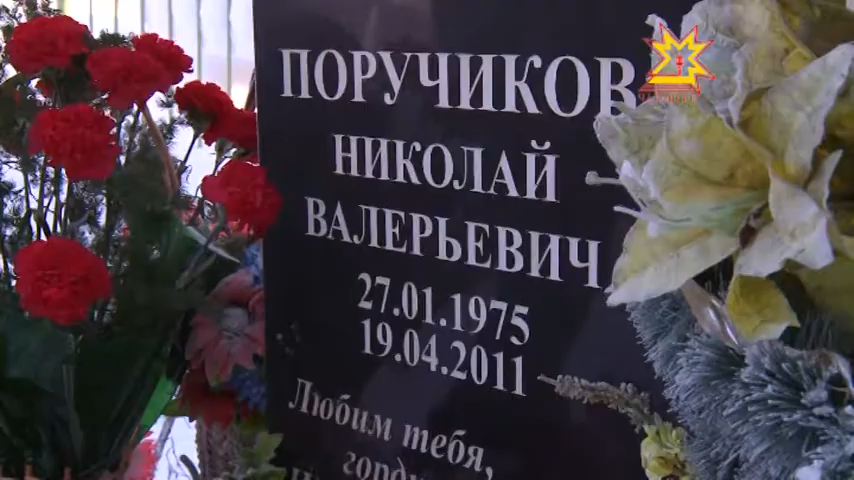 ПОРУЧИКОВ
НИКОЛАЙ
ВАЛЕРЬЕВИЧ
27.01.1975
19.04.2011
Любим тебя,